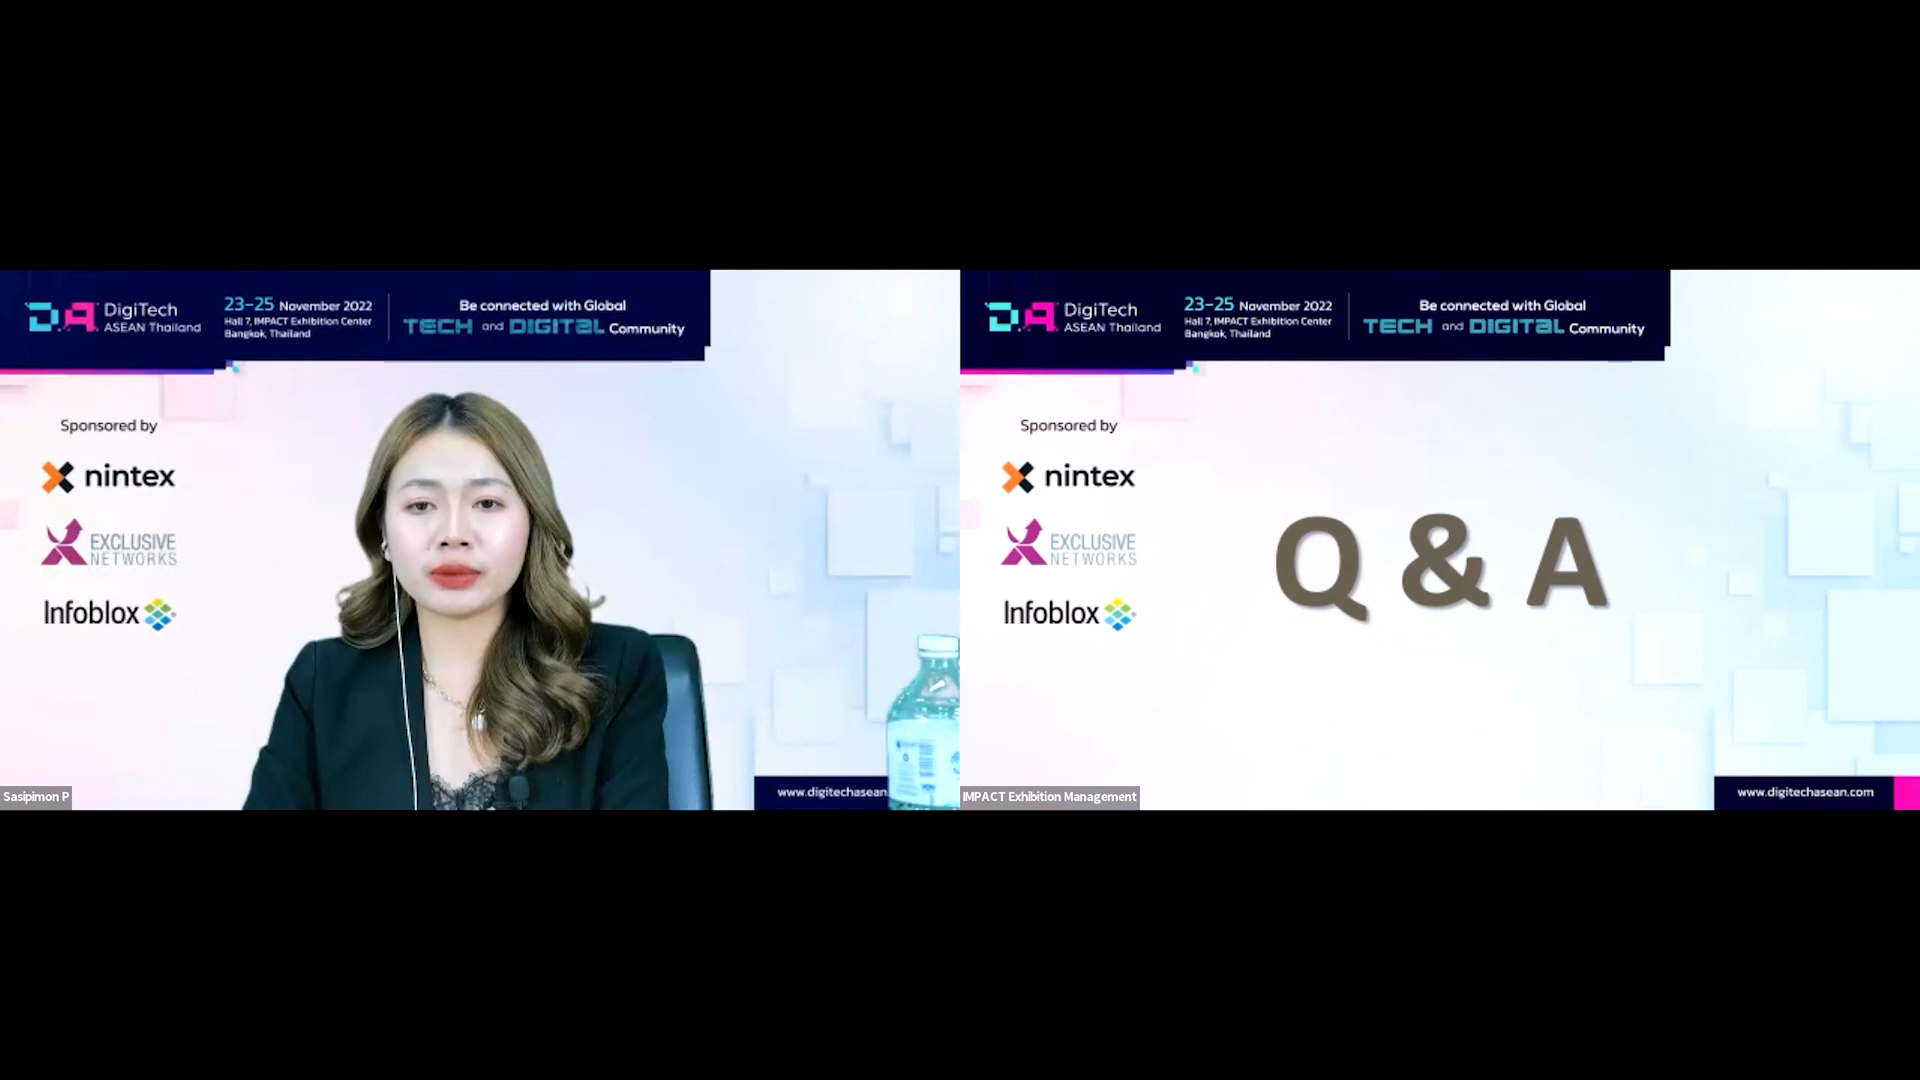 DigiTech
ASEAN Thailand
23–25 November 2022
Hall 7, IMPACT Exhibition Center
Bangkok, Thailand
Be connected with Global
TECH and DIGITAL Community
Sponsored by
nintex
EXCLUSIVE
NETWORKS
Infoblox
www.digitechasean.
Sasipimon P
DigiTech
ASEAN Thailand
23–25 November 2022
Hall 7, IMPACT Exhibition Center
Bangkok, Thailand
Be connected with Global
TECH and DIGITAL Community
Sponsored by
nintex
EXCLUSIVE
NETWORKS
Infoblox
Q & A
www.digitechasean.com
IMPACT Exhibition Management